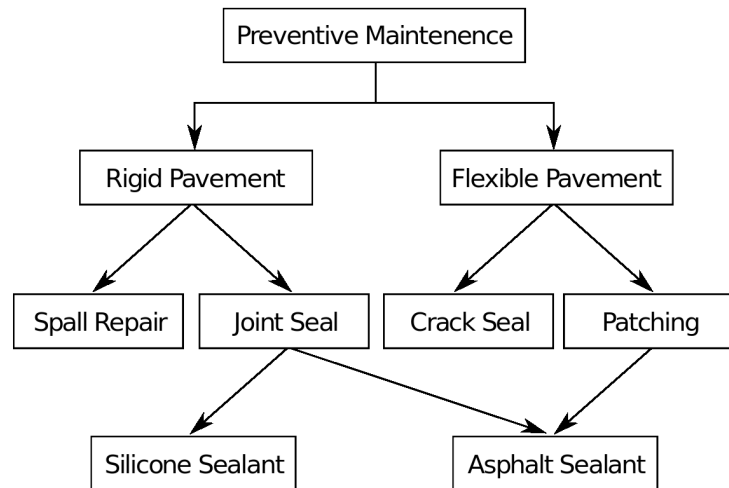 Preventive Maintenence
Rigid Pavement
Flexible Pavement
Spall Repair
Joint Seal
Crack Seal
Patching
Silicone Sealant
Asphalt Sealant